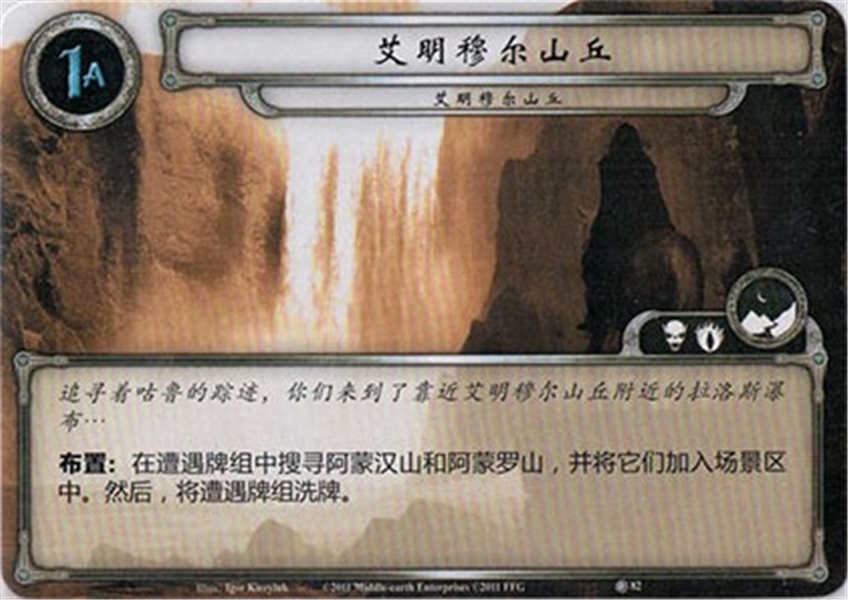 1A
艾明穆尔山丘
艾明穆尔山丘
追寻着咕鲁的踪迹，你们来到了靠近艾明穆尔山丘附近的拉洛斯瀑
布…
布置：在遭遇牌组中搜寻阿蒙汉山和阿蒙罗山，并将它们加入场景区
中。然后，将遭遇牌组洗牌。
Illus. Igor Kieryluk ©2011 Middle-earth Enterprises ©2011 FFG 82